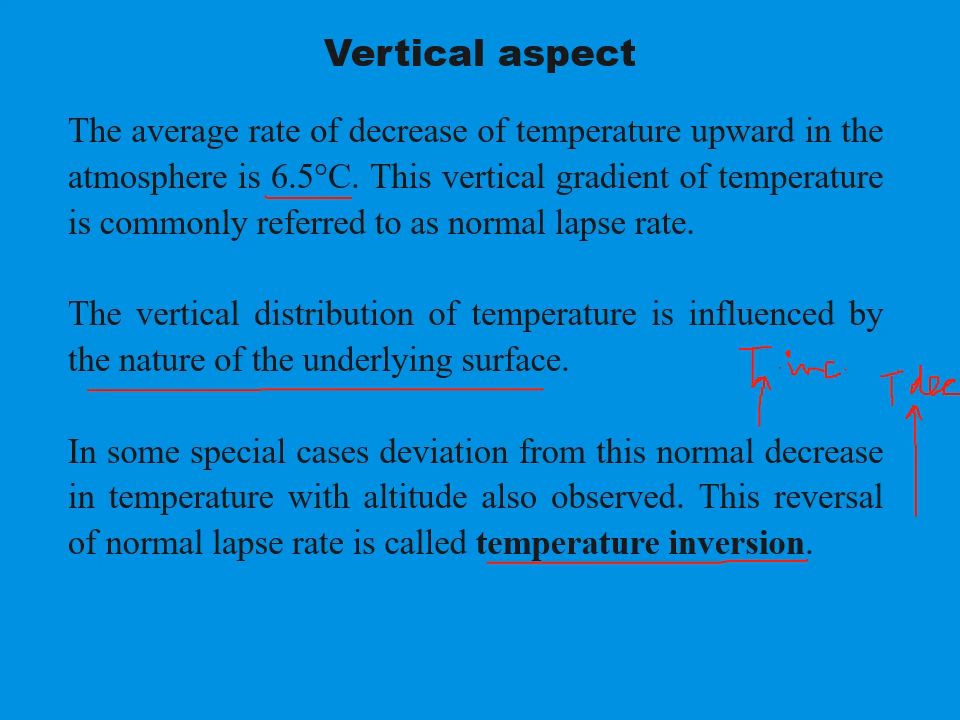 Vertical aspect
The average rate of decrease of temperature upward in the
atmosphere is 6.5°C. This vertical gradient of temperature
is commonly referred to as normal lapse rate.
The vertical distribution of temperature is influenced by
the nature of the underlying surface.
T inc.
T dec
In some special cases deviation from this normal decrease
in temperature with altitude also observed. This reversal
of normal lapse rate is called temperature inversion.